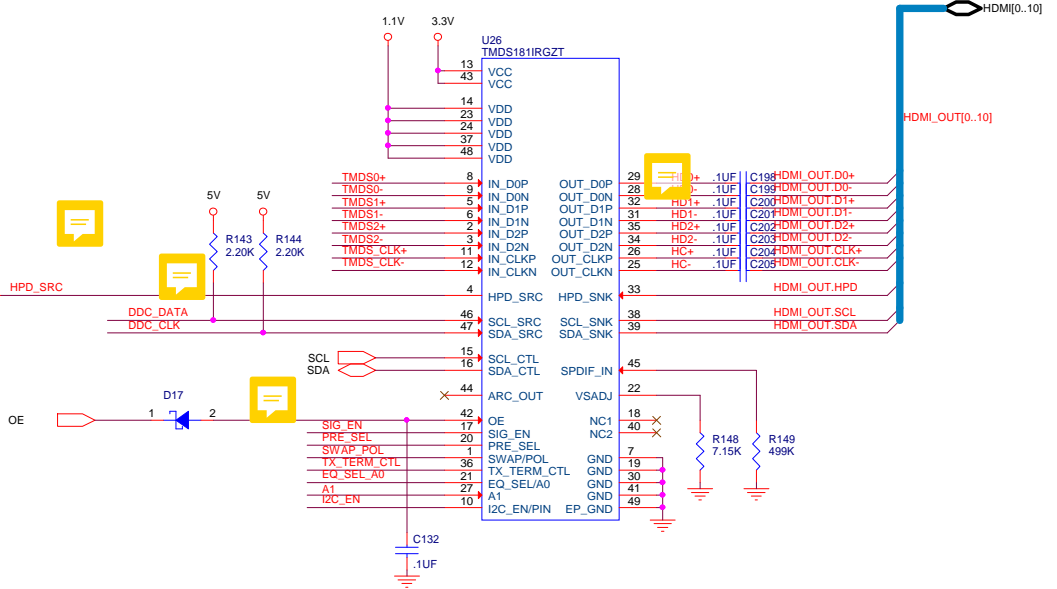 HDMI[0..10]
1.1V 3.3V
U26
TMDS181IRGZT
13 VCC
43 VCC
14 VDD
23 VDD
24 VDD
37 VDD
48 VDD
HDMI_OUT[0..10]
TMDS0+ 8 IN_D0P OUT_D0P 29 .1UF C198 HDMI_OUT.D0+
TMDS0- 9 IN_D0N OUT_D0N 28 .1UF C199 HDMI_OUT.D0-
TMDS1+ 5 IN_D1P OUT_D1P 32 HD1+ .1UF C200 HDMI_OUT.D1+
TMDS1- 6 IN_D1N OUT_D1N 31 HD1- .1UF C201 HDMI_OUT.D1-
TMDS2+ 2 IN_D2P OUT_D2P 35 HD2+ .1UF C202 HDMI_OUT.D2+
TMDS2- 3 IN_D2N OUT_D2N 34 HD2- .1UF C203 HDMI_OUT.D2-
TMDS_CLK+ 11 IN_CLKP OUT_CLKP 26 HC+ .1UF C204 HDMI_OUT.CLK+
TMDS_CLK- 12 IN_CLKN OUT_CLKN 25 HC- .1UF C205 HDMI_OUT.CLK-
5V 5V
R143 R144
2.20K 2.20K
HPD_SRC 4 HPD_SRC HPD_SNK 33 HDMI_OUT.HPD
DDC_DATA 46 SCL_SRC SCL_SNK 38 HDMI_OUT.SCL
DDC_CLK 47 SDA_SRC SDA_SNK 39 HDMI_OUT.SDA
SCL 15 SCL_CTL SPDIF_IN 45
SDA 16 SDA_CTL
44 ARC_OUT VSADJ 22
D17
OE 1 2 42 OE NC1 18
SIG_EN 17 SIG_EN NC2 40
PRE_SEL 20 PRE_SEL
SWAP_POL 1 SWAP/POL GND 7
TX_TERM_CTL 36 TX_TERM_CTL GND 19
EQ_SEL_A0 21 EQ_SEL/A0 GND 30
A1 27 A1 GND 41
I2C_EN 10 I2C_EN/PIN EP_GND 49
R148 R149
7.15K 499K
C132
.1UF